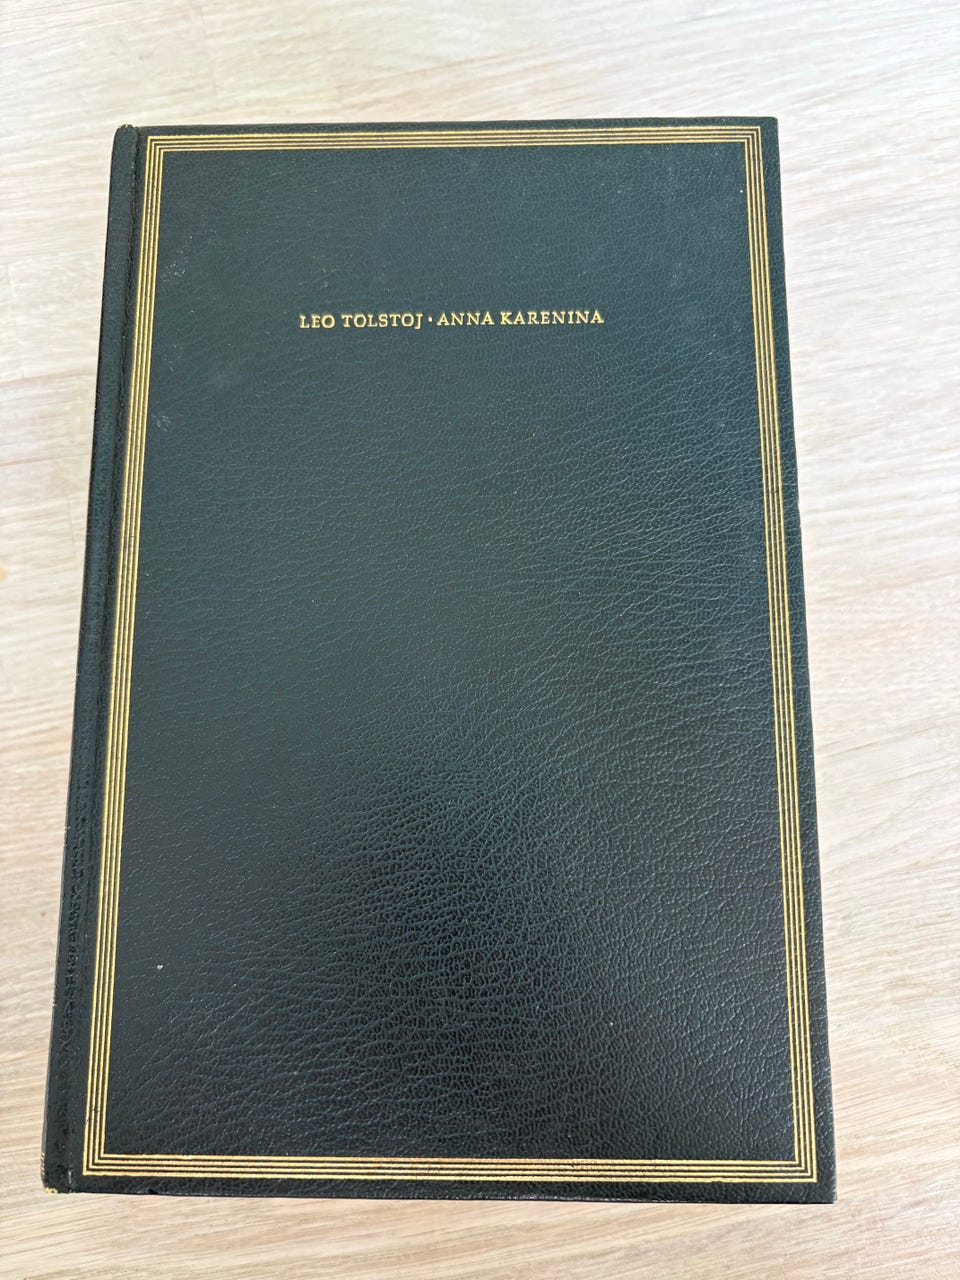 LEO TOLSTOJ · ANNA KARENINA